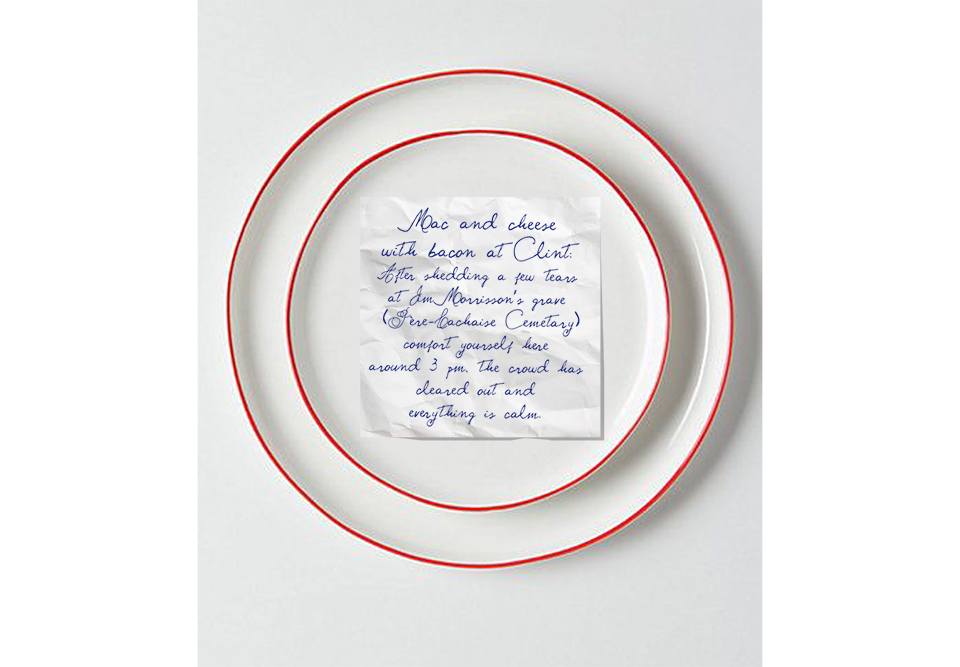 Mac and cheese
with bacon at Clint:
After shedding a few tears
at Jim Morrisson's grave
(Père-Lachaise Cemetary)
comfort yourself here
around 3 pm. The crowd has
cleared out and
everything is calm.